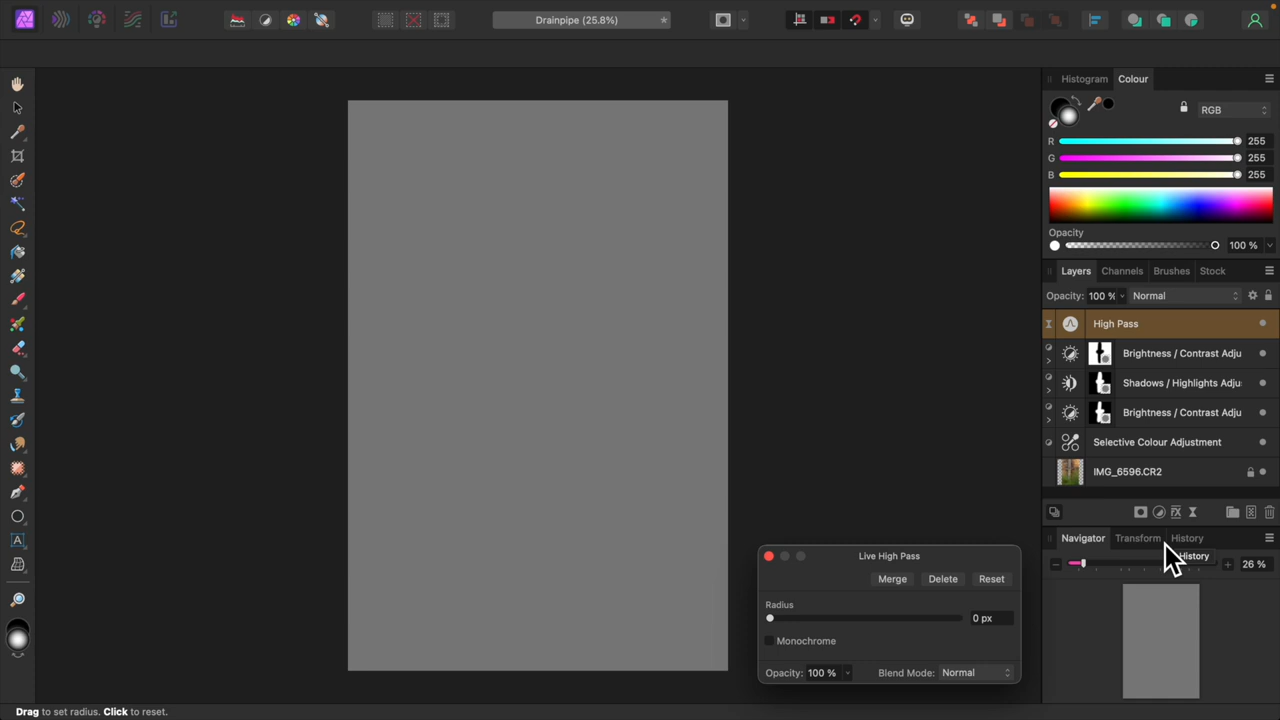 Drainpipe (25.8%)
Histogram
Colour
RGB
R
255
G
255
B
255
Opacity
100 %
Layers
Channels
Brushes
Stock
Opacity:
100 %
Normal
High Pass
Brightness / Contrast Adju
Shadows / Highlights Adju
Brightness / Contrast Adju
Selective Colour Adjustment
IMG_6596.CR2
Navigator
Transform
History
History
26 %
Live High Pass
Merge
Delete
Reset
Radius
0 px
Monochrome
Opacity:
100 %
Blend Mode:
Normal
A
Drag to set radius. Click to reset.